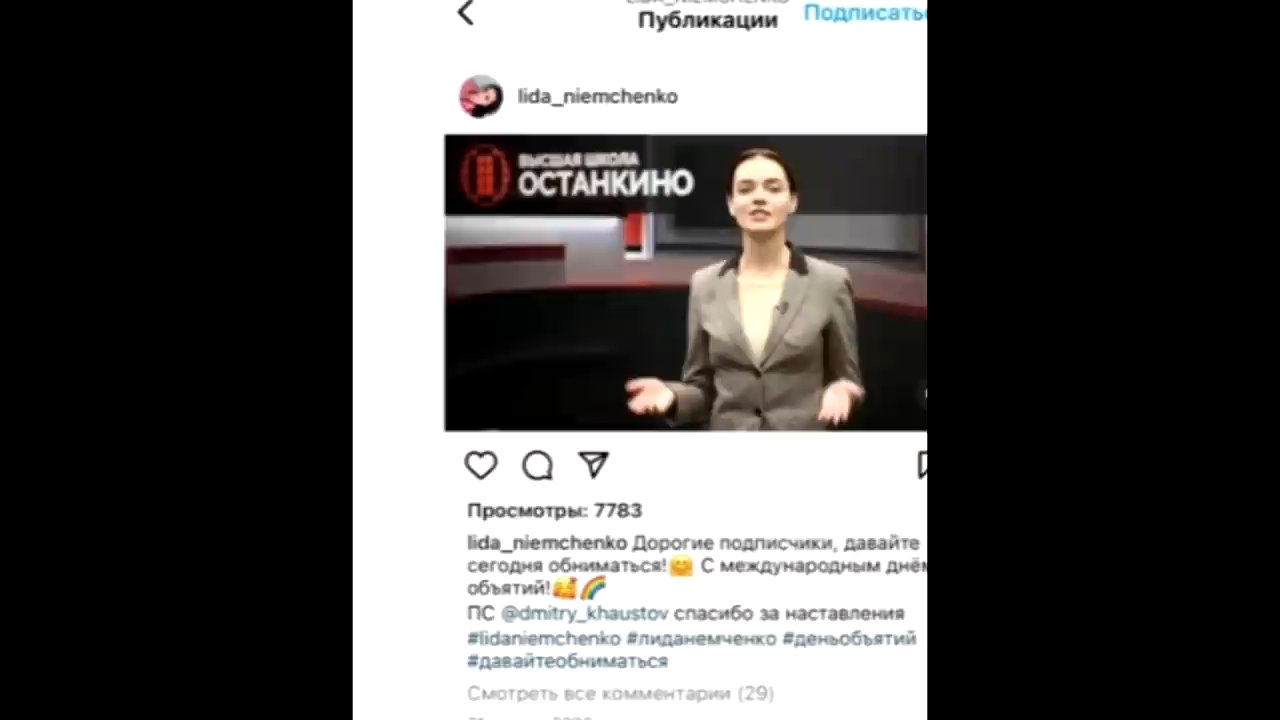 Публикации
Подписать
lida_niemchenko
ВЫСШАЯ ШКОЛА
ОСТАНКИНО
Просмотры: 7783
lida_niemchenko Дорогие подписчики, давайте
сегодня обниматься!🤗 С международным днём
объятий!🥰🌈
ПС @dmitry_khaustov спасибо за наставления
#lidaniemchenko #лиданемченко #деньобъятий
#давайтеобниматься
Смотреть все комментарии (29)